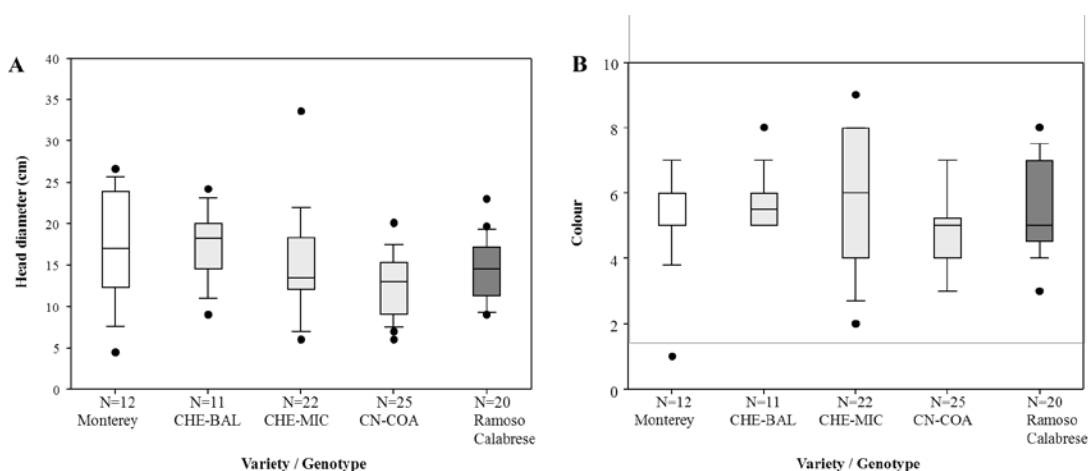 A
Head diameter (cm)
40
35
30
25
20
15
10
5
0
N=12 N=11 N=22 N=25 N=20
Monterey CHE-BAL CHE-MIC CN-COA Ramoso
Calabrese
Variety / Genotype
B
Colour
10
8
6
4
2
0
N=12 N=11 N=22 N=25 N=20
Monterey CHE-BAL CHE-MIC CN-COA Ramoso
Calabrese
Variety / Genotype